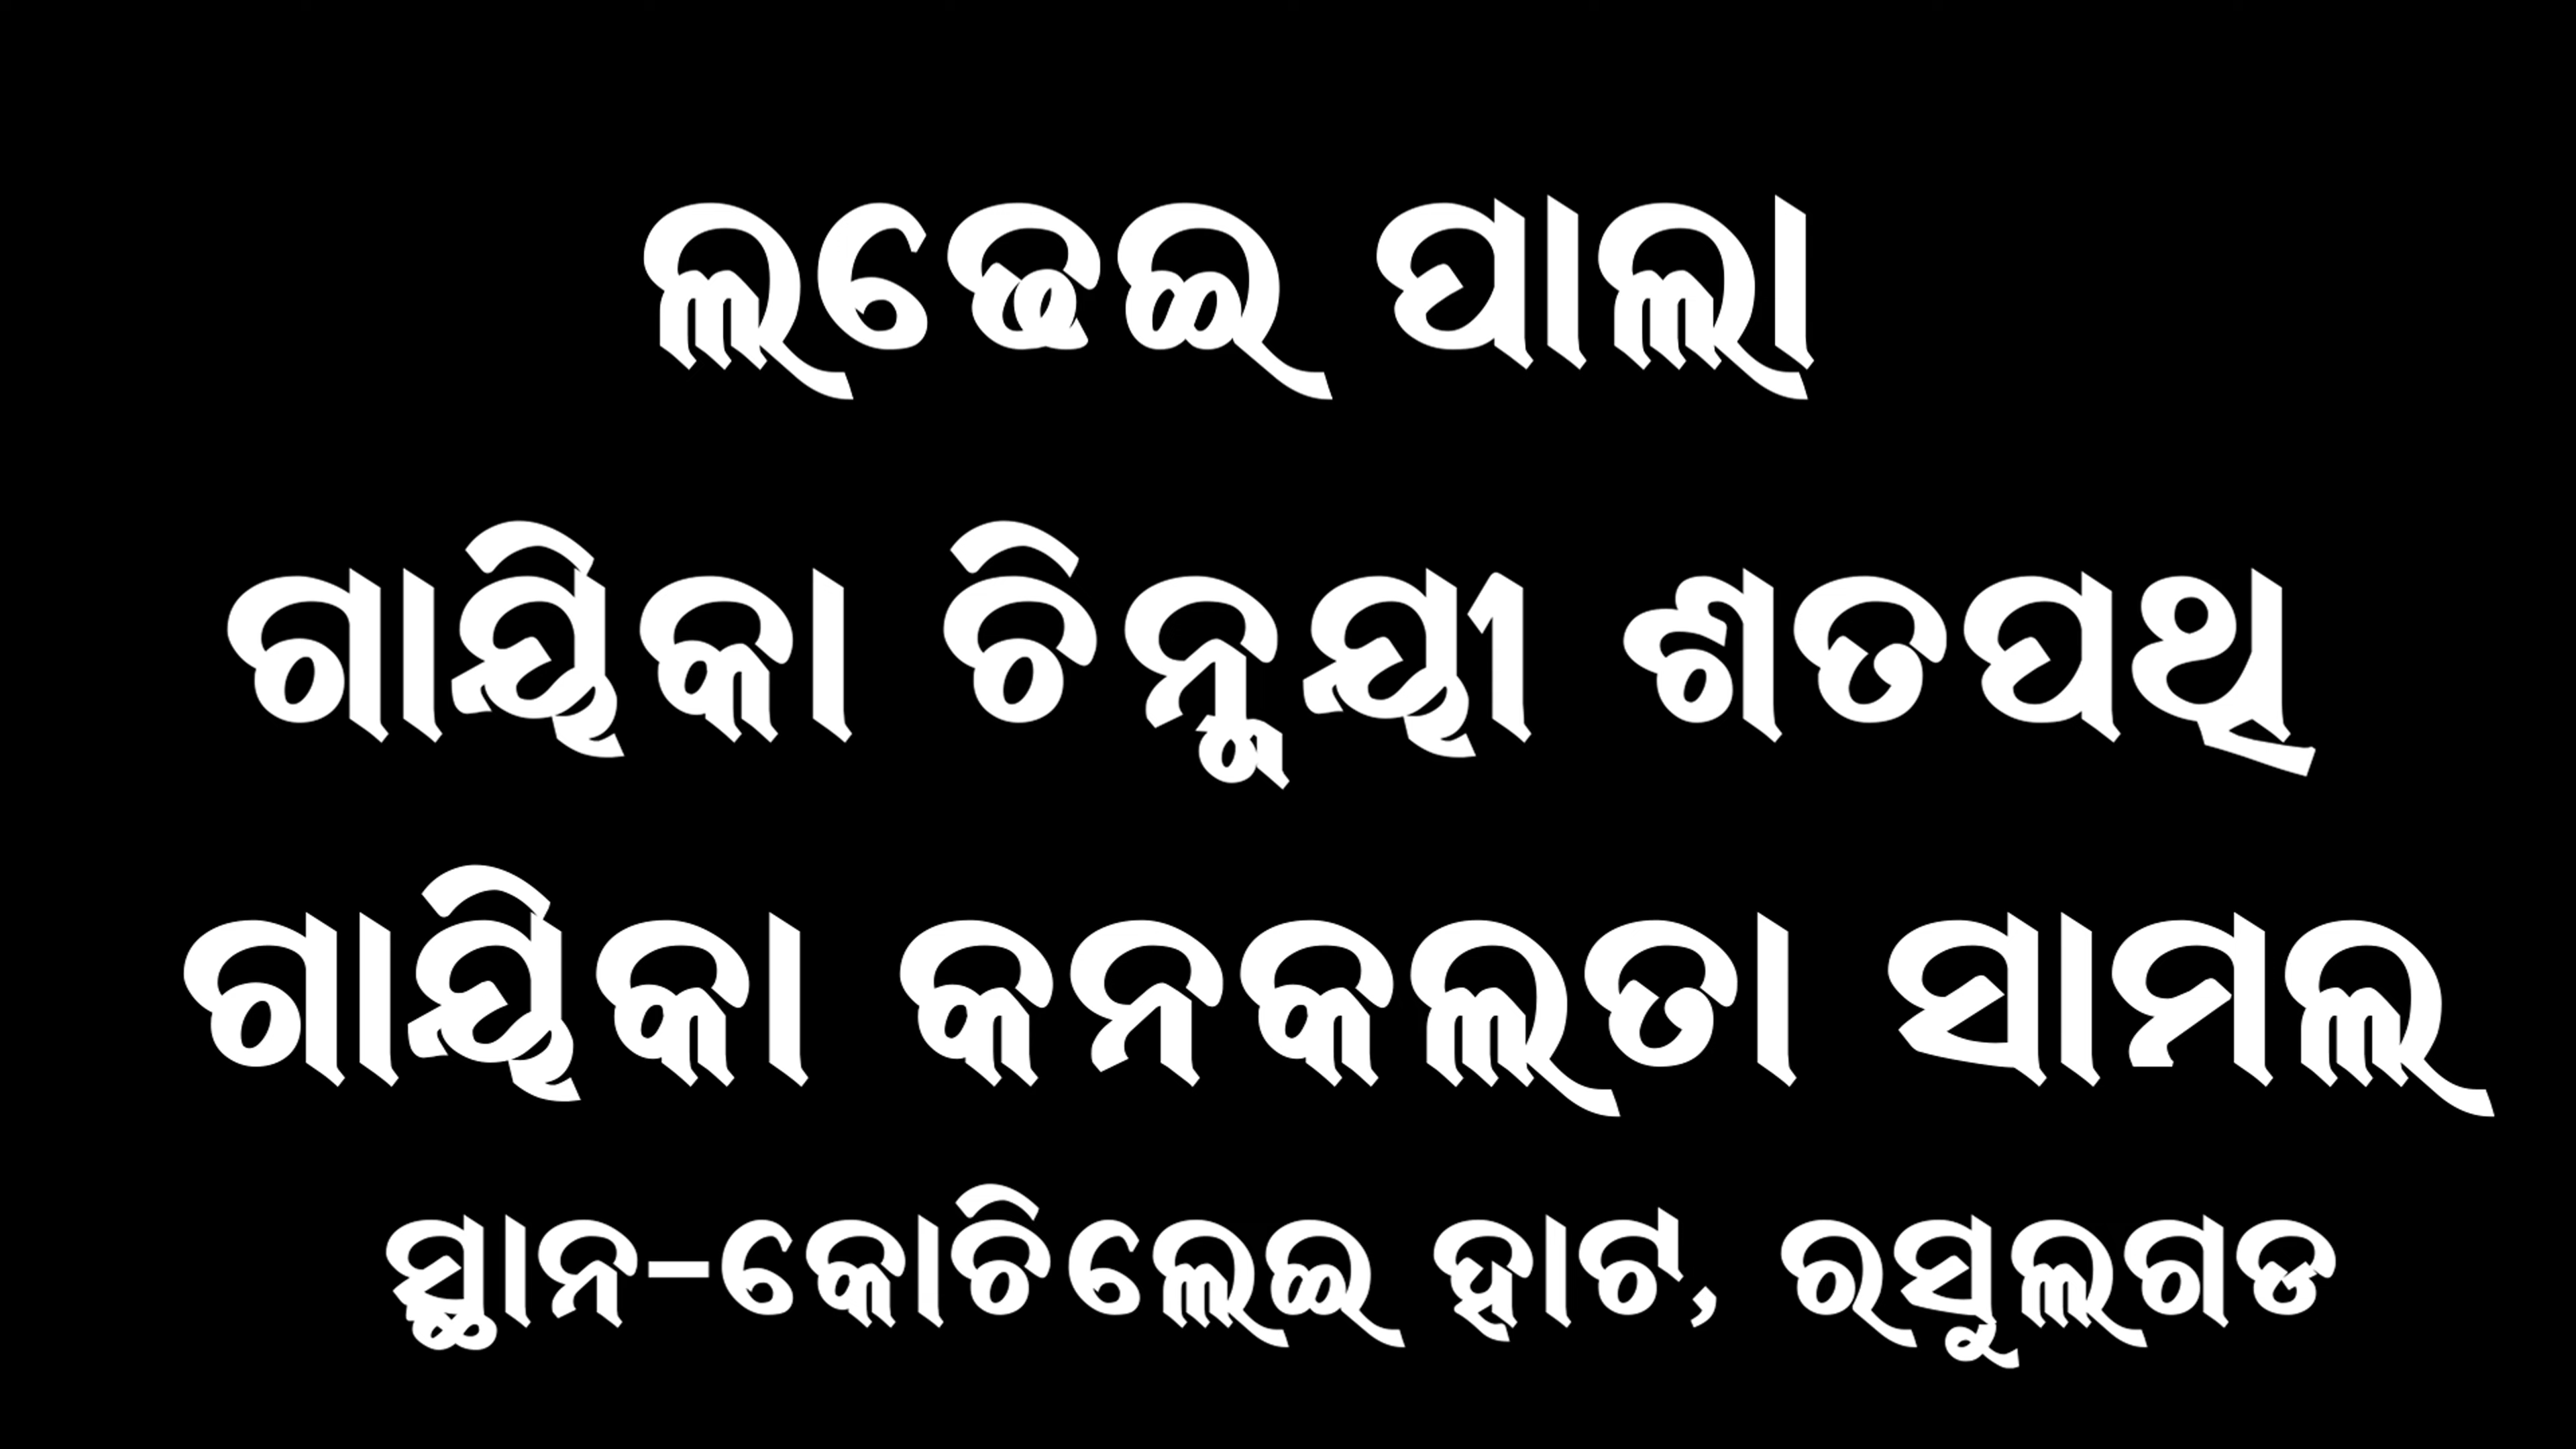 ଲଢେଇ ପାଲା
ଗାୟିକା ଚିନ୍ମୟୀ ଶତପଥି
ଗାୟିକା କନକଲତା ସାମଲ
ସ୍ଥାନ-କୋଚିଲେଇ ହାଟ, ରସୁଲଗଡ